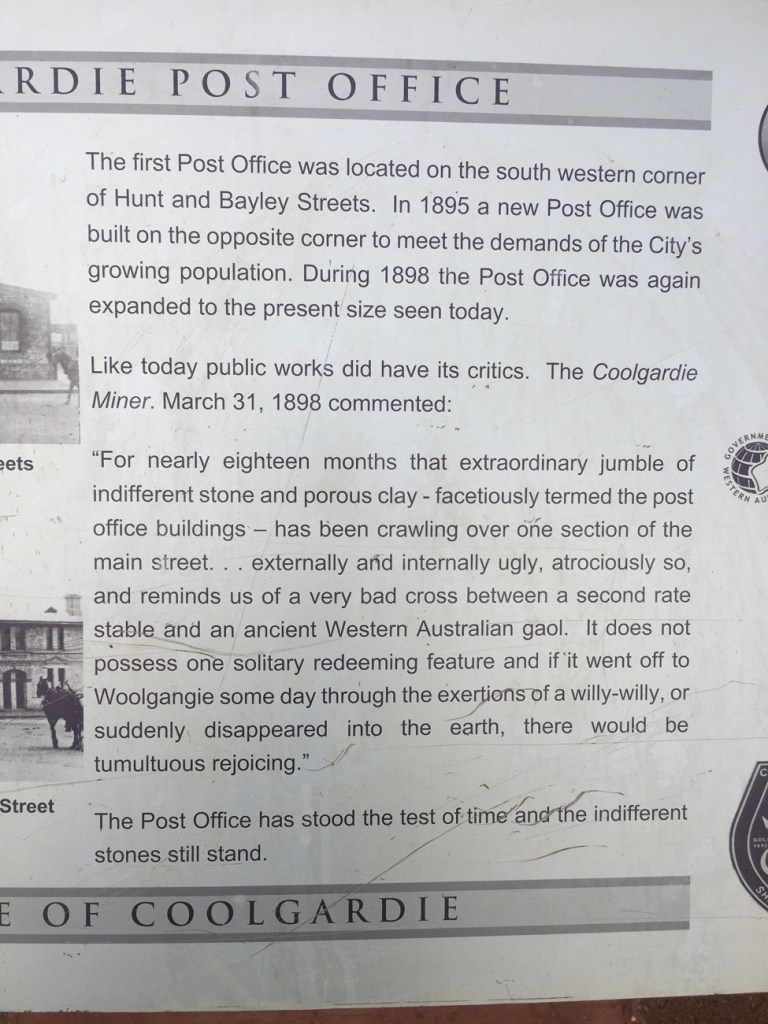 RDIE POST OFFICE
The first Post Office was located on the south western corner
of Hunt and Bayley Streets. In 1895 a new Post Office was
built on the opposite corner to meet the demands of the City's
growing population. During 1898 the Post Office was again
expanded to the present size seen today.
Like today public works did have its critics. The Coolgardie
Miner. March 31, 1898 commented:
"For nearly eighteen months that extraordinary jumble of
indifferent stone and porous clay - facetiously termed the post
office buildings – has been crawling over one section of the
main street. . . externally and internally ugly, atrociously so,
and reminds us of a very bad cross between a second rate
stable and an ancient Western Australian gaol. It does not
possess one solitary redeeming feature and if it went off to
Woolgangie some day through the exertions of a willy-willy, or
suddenly disappeared into the earth, there would be
tumultuous rejoicing."
The Post Office has stood the test of time and the indifferent
stones still stand.
eets
Street
E OF COOLGARDIE
GOVERNME
WESTERN AU